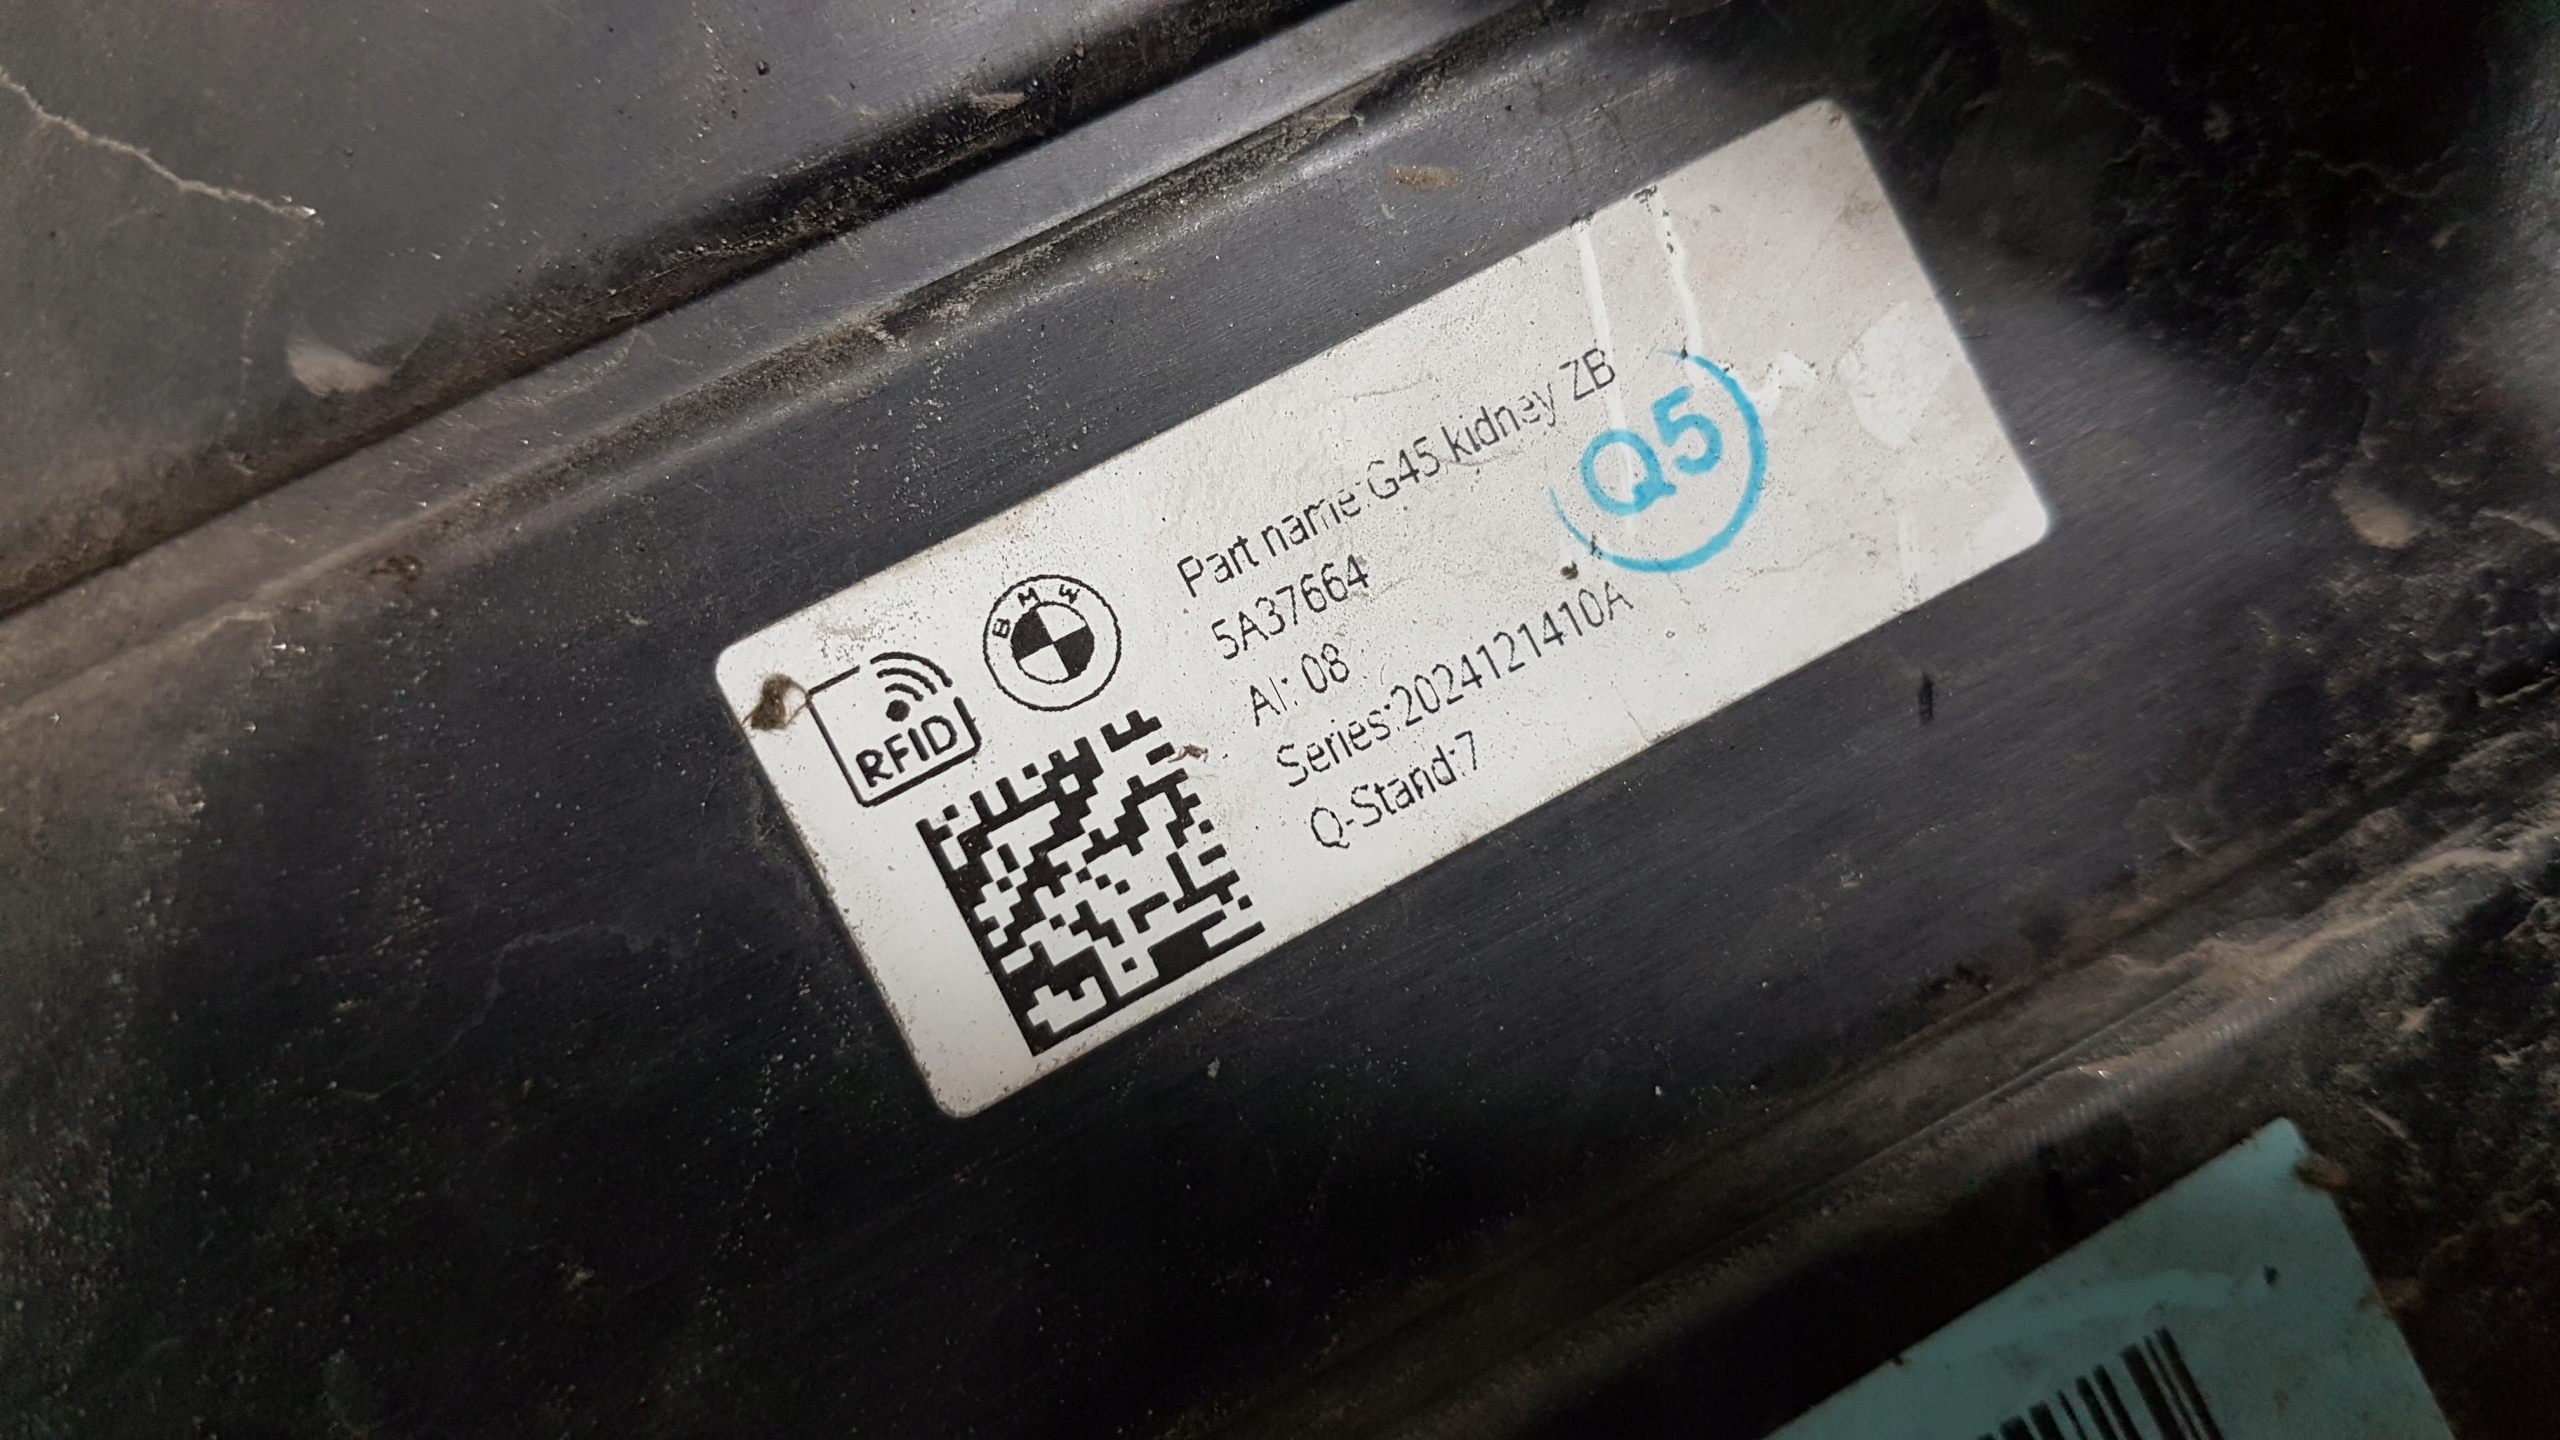 RFID
BMW
Part name:G45 kidney ZB
5A37664
AI: 08
Series:2024121410A
Q-Stand:7
Q5